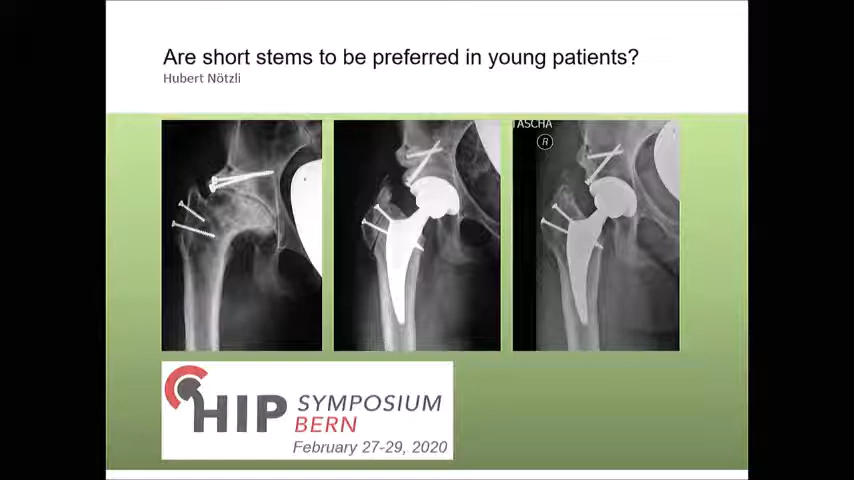 Are short stems to be preferred in young patients?
Hubert Nötzli
TASCHA
R
HIP SYMPOSIUM
BERN
February 27-29, 2020